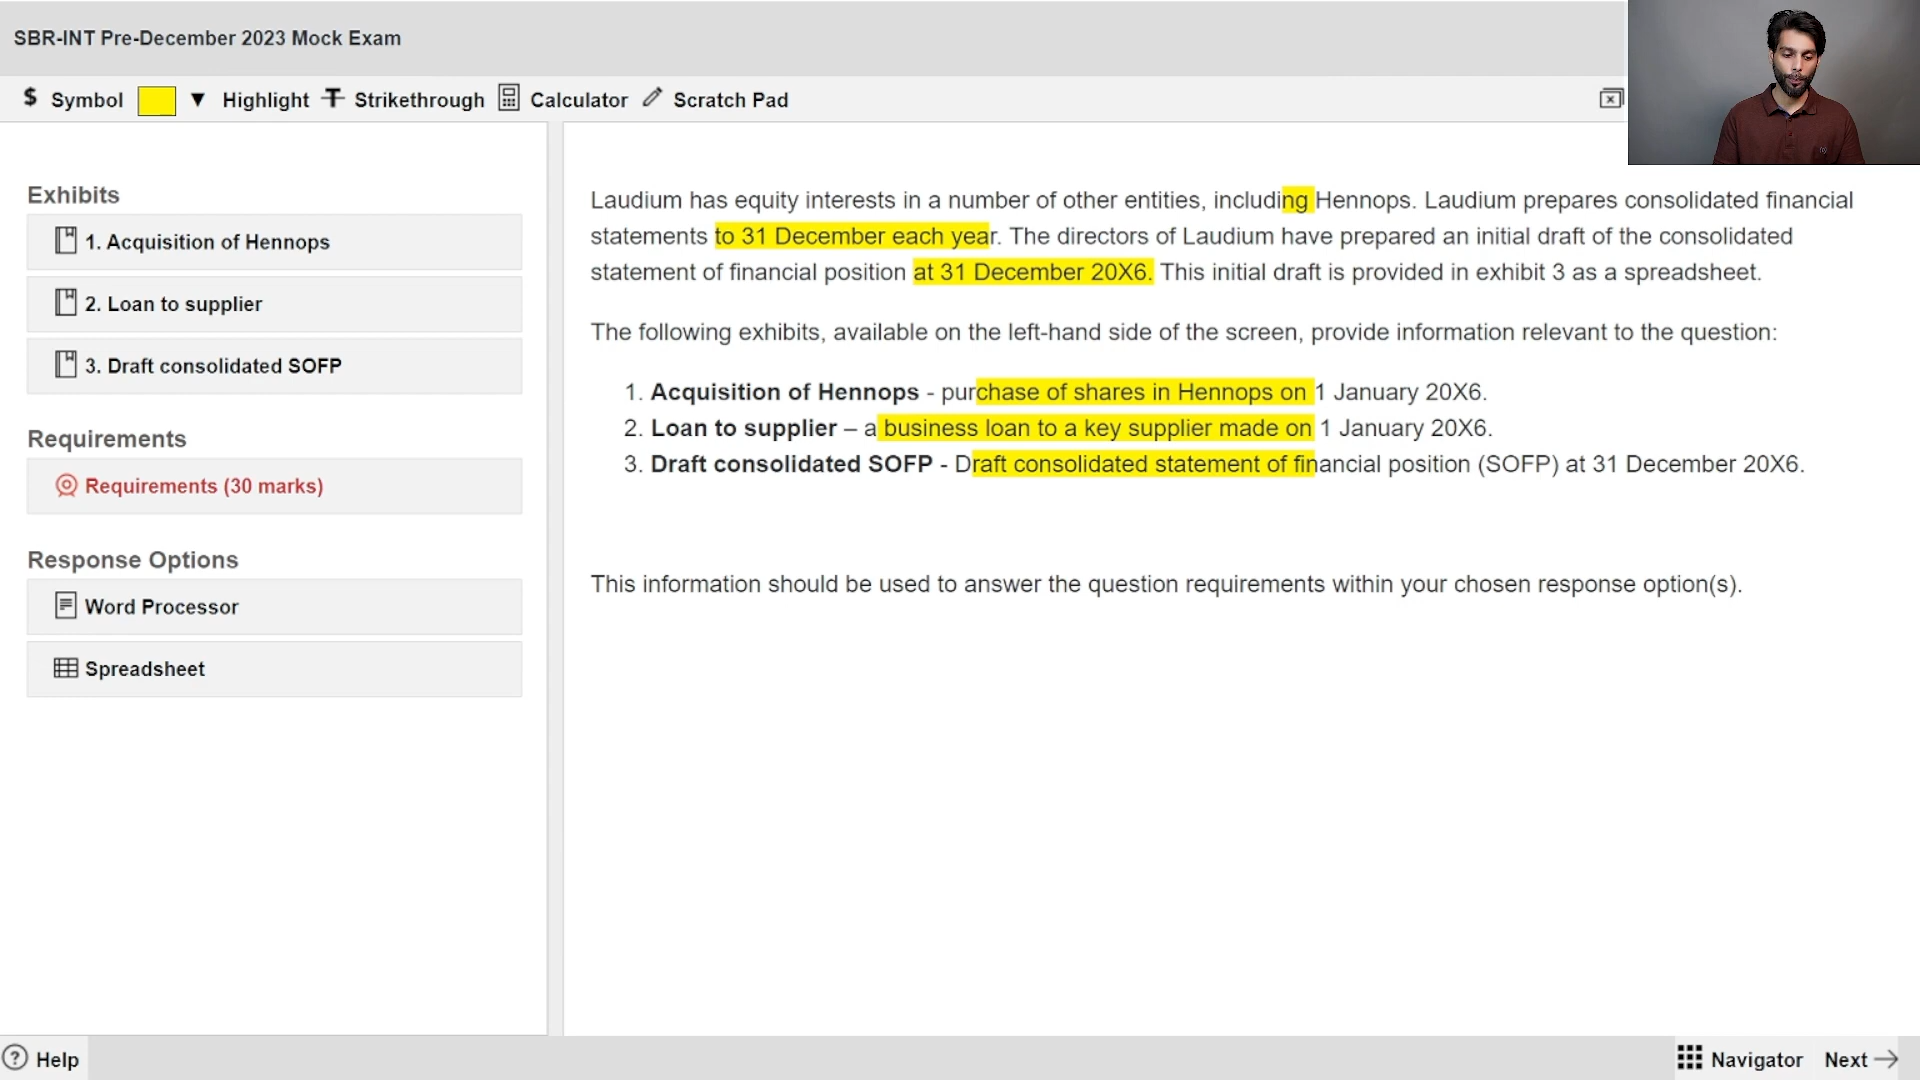 SBR-INT Pre-December 2023 Mock Exam
$ Symbol ▼ Highlight Strikethrough Calculator Scratch Pad
Exhibits
1. Acquisition of Hennops
2. Loan to supplier
3. Draft consolidated SOFP
Requirements
Requirements (30 marks)
Response Options
Word Processor
Spreadsheet
Laudium has equity interests in a number of other entities, including Hennops. Laudium prepares consolidated financial
statements to 31 December each year. The directors of Laudium have prepared an initial draft of the consolidated
statement of financial position at 31 December 20X6. This initial draft is provided in exhibit 3 as a spreadsheet.
The following exhibits, available on the left-hand side of the screen, provide information relevant to the question:
1. Acquisition of Hennops - purchase of shares in Hennops on 1 January 20X6.
2. Loan to supplier – a business loan to a key supplier made on 1 January 20X6.
3. Draft consolidated SOFP - Draft consolidated statement of financial position (SOFP) at 31 December 20X6.
This information should be used to answer the question requirements within your chosen response option(s).
? Help
Navigator Next →